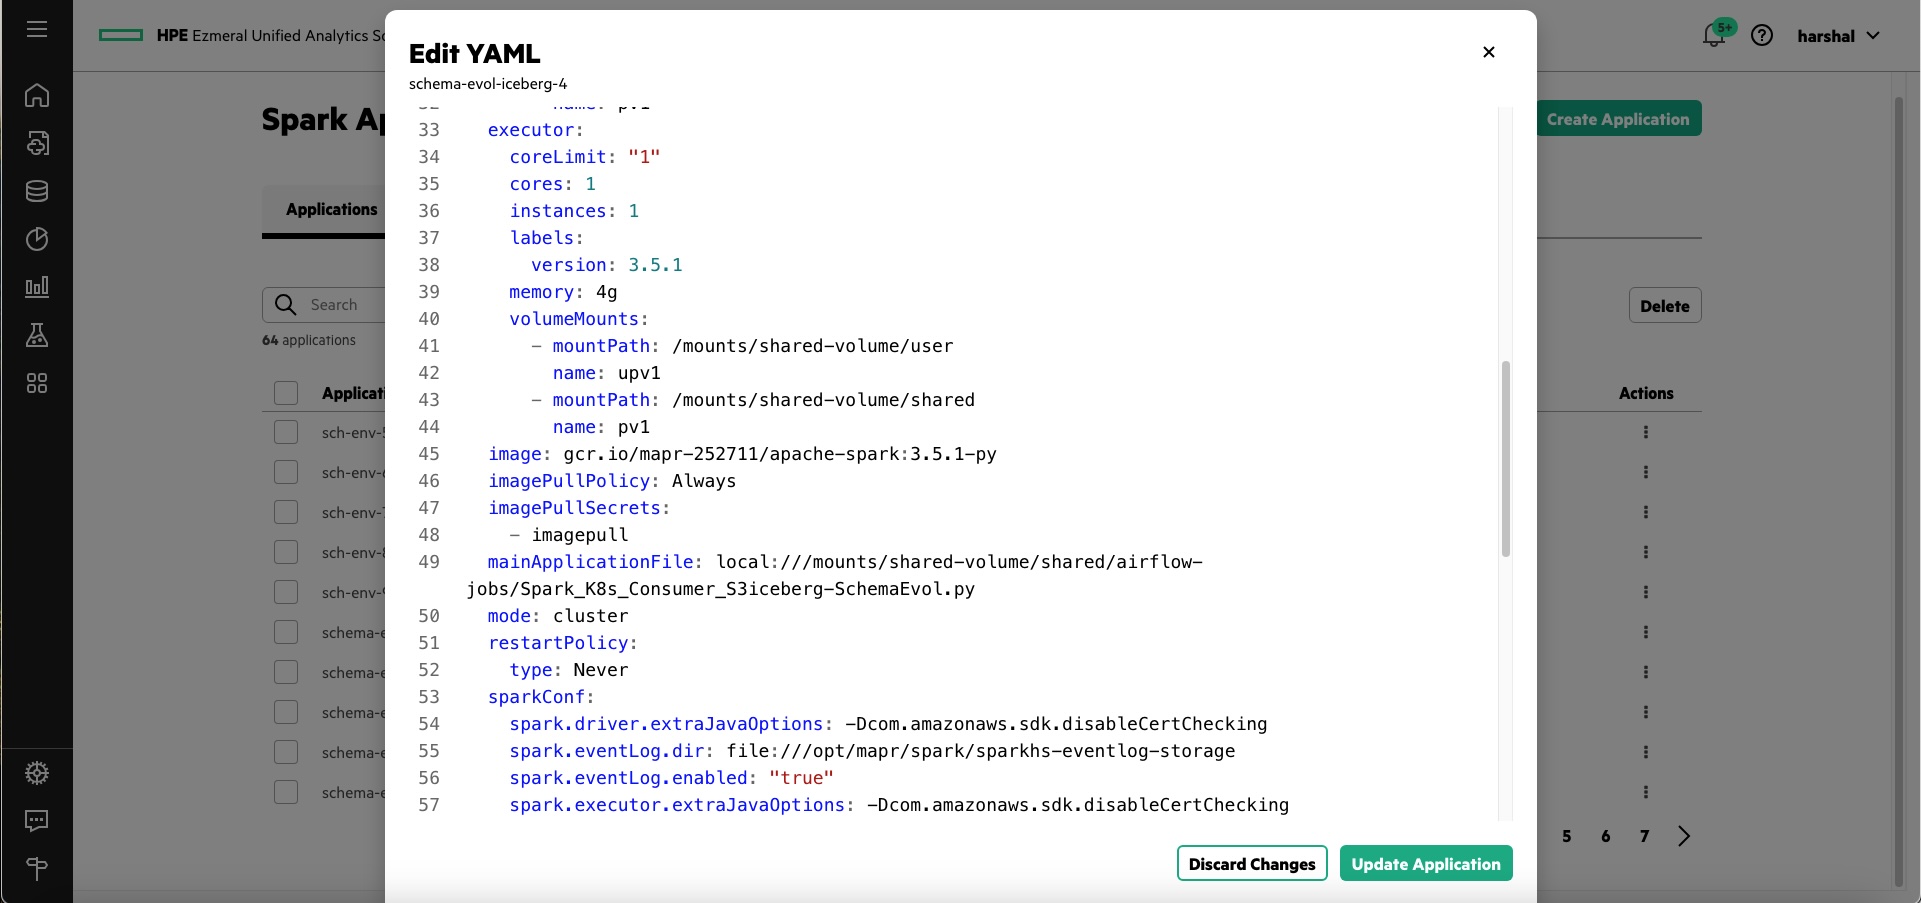 HPE Ezmeral Unified Analytics
5+
harshal
Spark
Create Application
Applications
Search
64 applications
Delete
Actions
sch-env-
sch-env-
sch-env-
sch-env-
sch-env-
schema-
schema-
schema-
schema-
schema-
5 6 7
Edit YAML
schema-evol-iceberg-4
32 name: pv1
33 executor:
34 coreLimit: "1"
35 cores: 1
36 instances: 1
37 labels:
38 version: 3.5.1
39 memory: 4g
40 volumeMounts:
41 - mountPath: /mounts/shared-volume/user
42 name: upv1
43 - mountPath: /mounts/shared-volume/shared
44 name: pv1
45 image: gcr.io/mapr-252711/apache-spark:3.5.1-py
46 imagePullPolicy: Always
47 imagePullSecrets:
48 - imagepull
49 mainApplicationFile: local:///mounts/shared-volume/shared/airflow-
jobs/Spark_K8s_Consumer_S3iceberg-SchemaEvol.py
50 mode: cluster
51 restartPolicy:
52 type: Never
53 sparkConf:
54 spark.driver.extraJavaOptions: -Dcom.amazonaws.sdk.disableCertChecking
55 spark.eventLog.dir: file:///opt/mapr/spark/sparkhs-eventlog-storage
56 spark.eventLog.enabled: "true"
57 spark.executor.extraJavaOptions: -Dcom.amazonaws.sdk.disableCertChecking
Discard Changes
Update Application